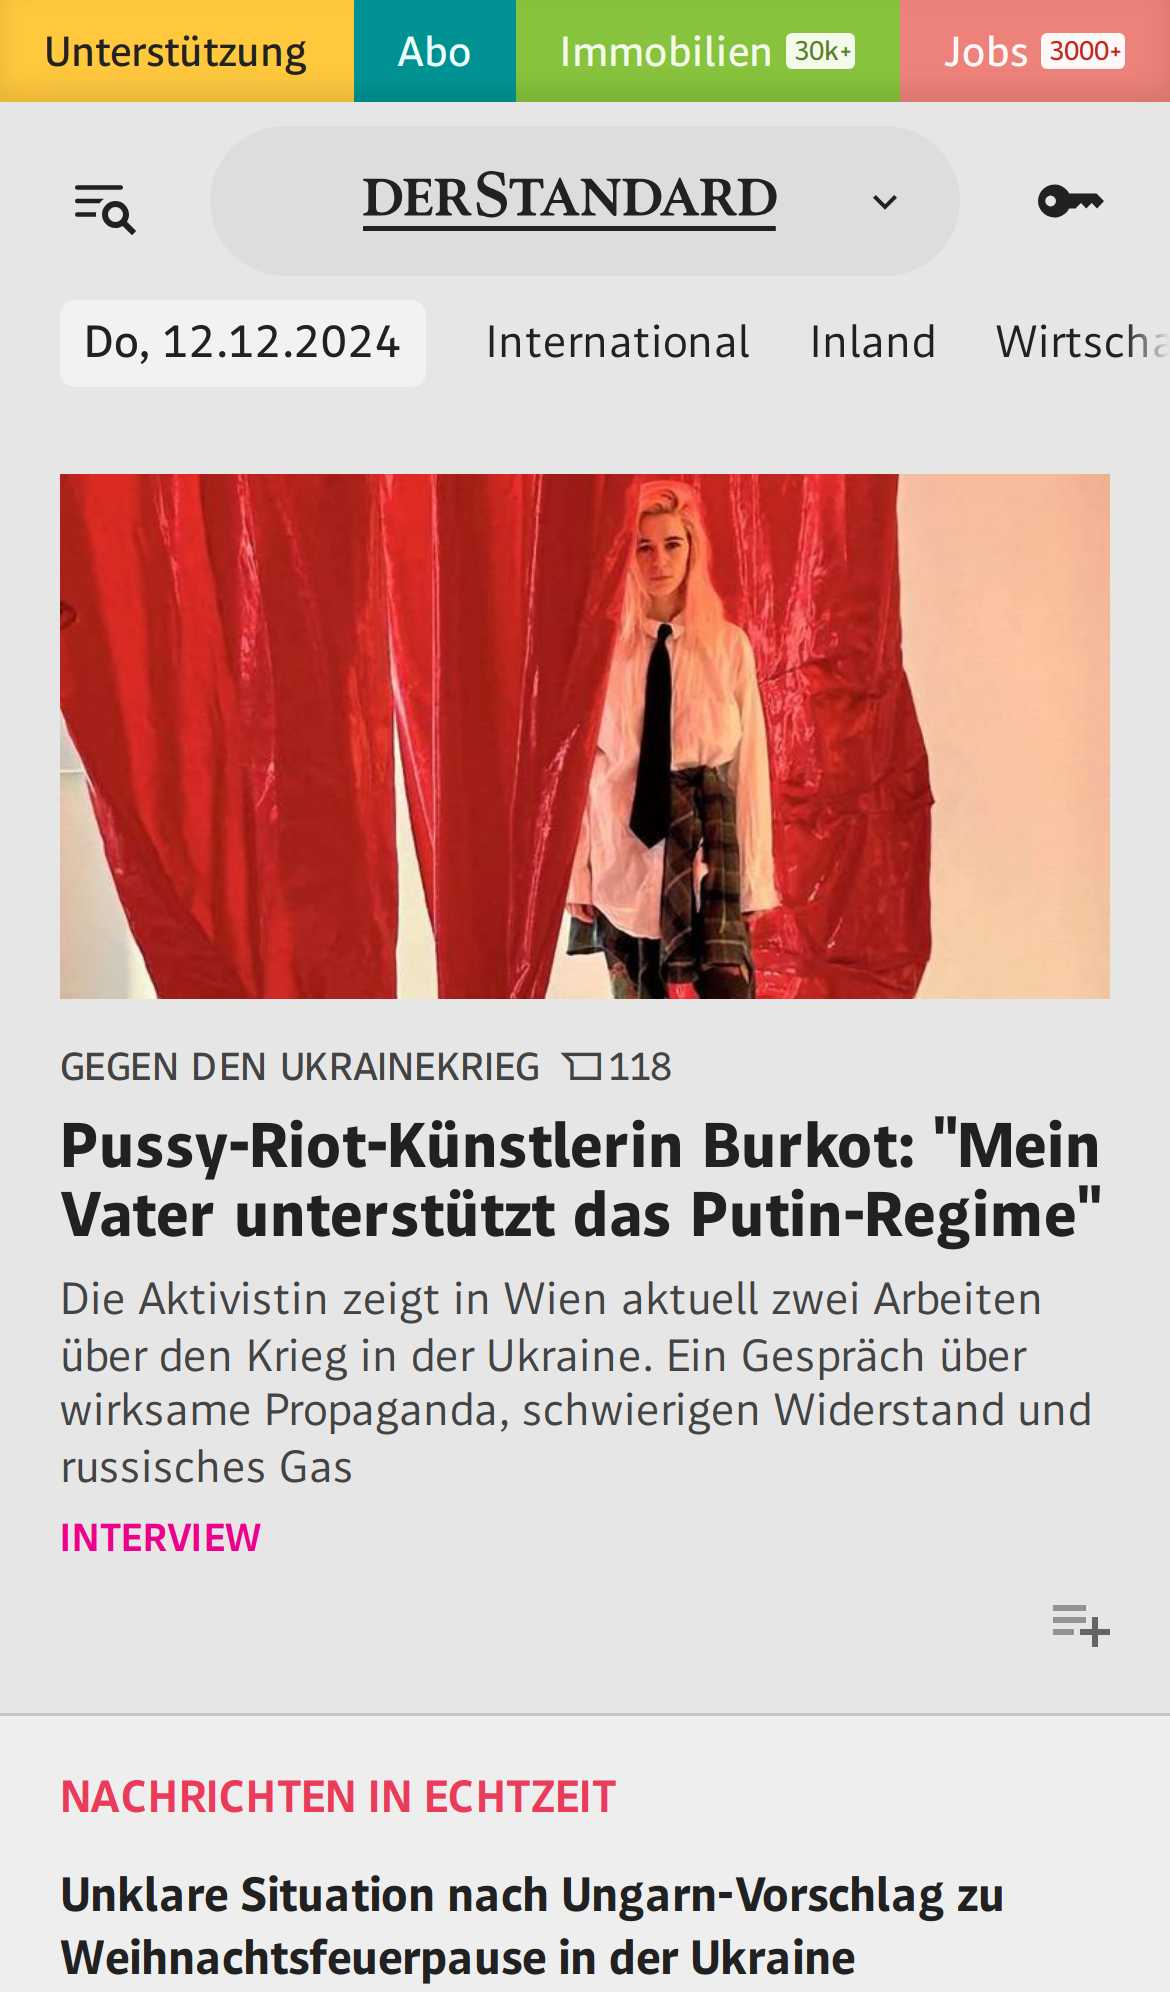 Unterstützung
Abo
Immobilien 30k+
Jobs 3000+
DERSTANDARD
Do, 12.12.2024
International
Inland
Wirtscha
GEGEN DEN UKRAINEKRIEG 118
Pussy-Riot-Künstlerin Burkot: "Mein
Vater unterstützt das Putin-Regime"
Die Aktivistin zeigt in Wien aktuell zwei Arbeiten
über den Krieg in der Ukraine. Ein Gespräch über
wirksame Propaganda, schwierigen Widerstand und
russisches Gas
INTERVIEW
NACHRICHTEN IN ECHTZEIT
Unklare Situation nach Ungarn-Vorschlag zu
Weihnachtsfeuerpause in der Ukraine